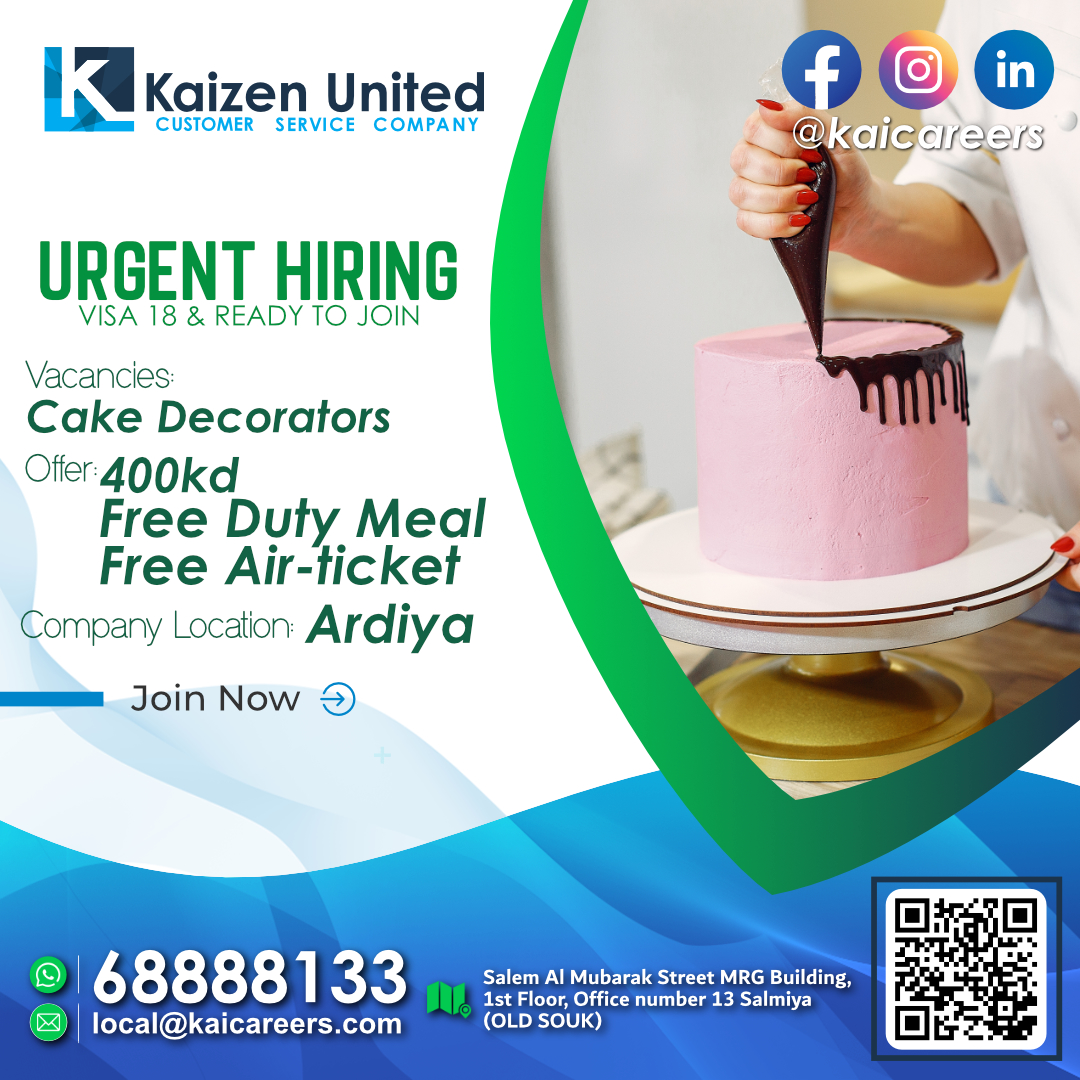 K Kaizen United
CUSTOMER SERVICE COMPANY
@kaicareers
URGENT HIRING
VISA 18 & READY TO JOIN
Vacancies:
Cake Decorators
Offer: 400kd
Free Duty Meal
Free Air-ticket
Company Location: Ardiya
Join Now
68888133
local@kaicareers.com
Salem Al Mubarak Street MRG Building,
1st Floor, Office number 13 Salmiya
(OLD SOUK)